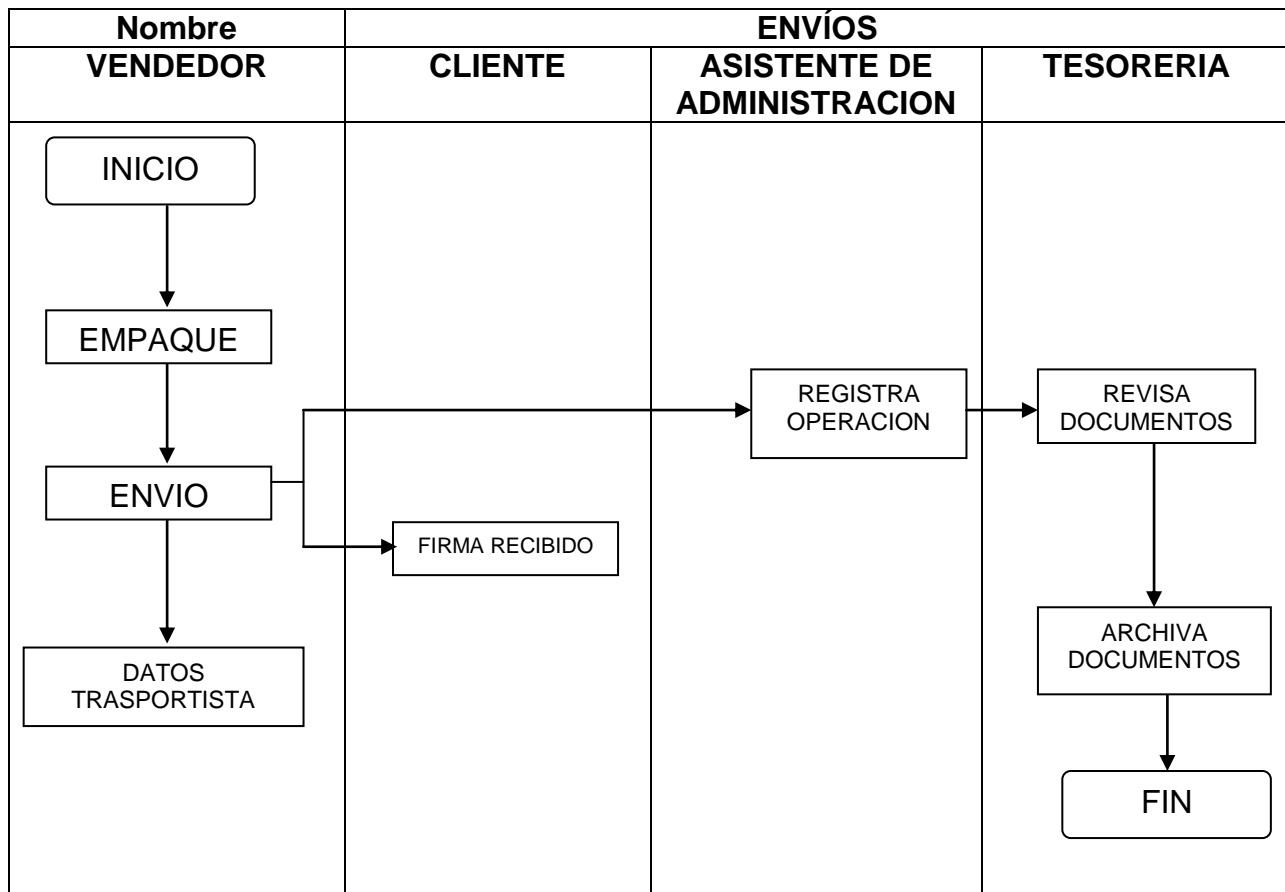 Nombre
ENVÍOS
VENDEDOR
CLIENTE
ASISTENTE DE
ADMINISTRACION
TESORERIA
INICIO
EMPAQUE
ENVIO
DATOS
TRASPORTISTA
FIRMA RECIBIDO
REGISTRA
OPERACION
REVISA
DOCUMENTOS
ARCHIVA
DOCUMENTOS
FIN